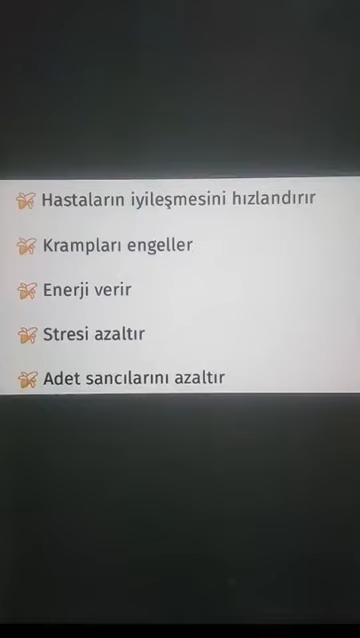 Hastaların iyileşmesini hızlandırır
Krampları engeller
Enerji verir
Stresi azaltır
Adet sancılarını azaltır